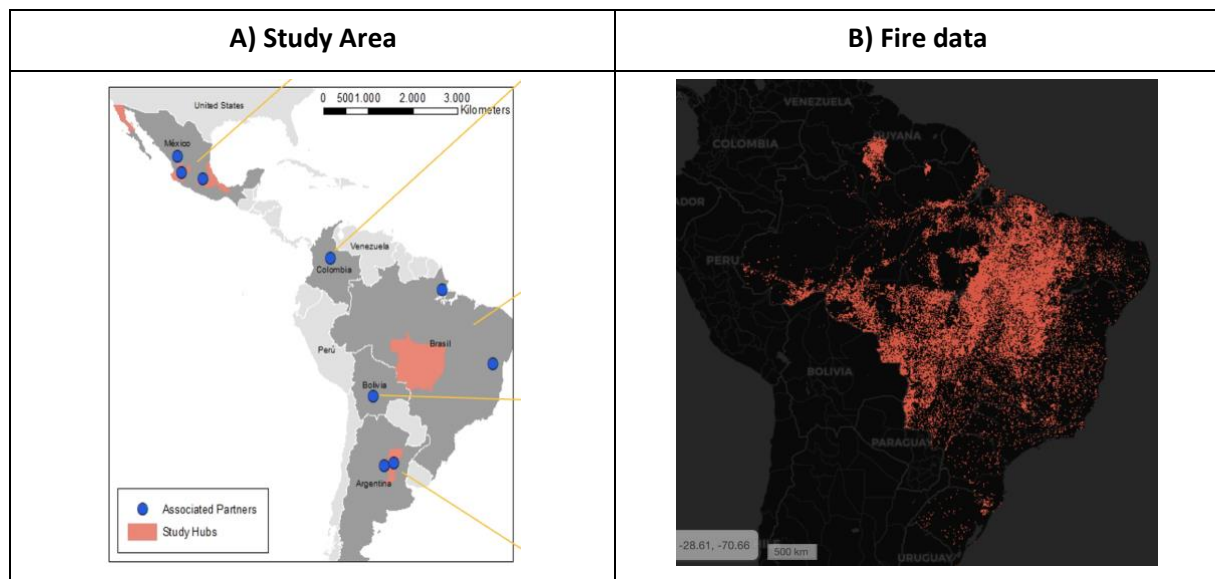 A) Study Area
B) Fire data
United States
0 5001.000 2.000 3.000
Kilometers
México
Venezuela
Colombia
Brasil
Perú
Bolivia
Argentina
Associated Partners
Study Hubs
VENEZUELA
GUYANA
COLOMBIA
ADOR
PERU
BOLIVIA
PARAGUAY
-28.61, -70.66
500 km
URUGUAY